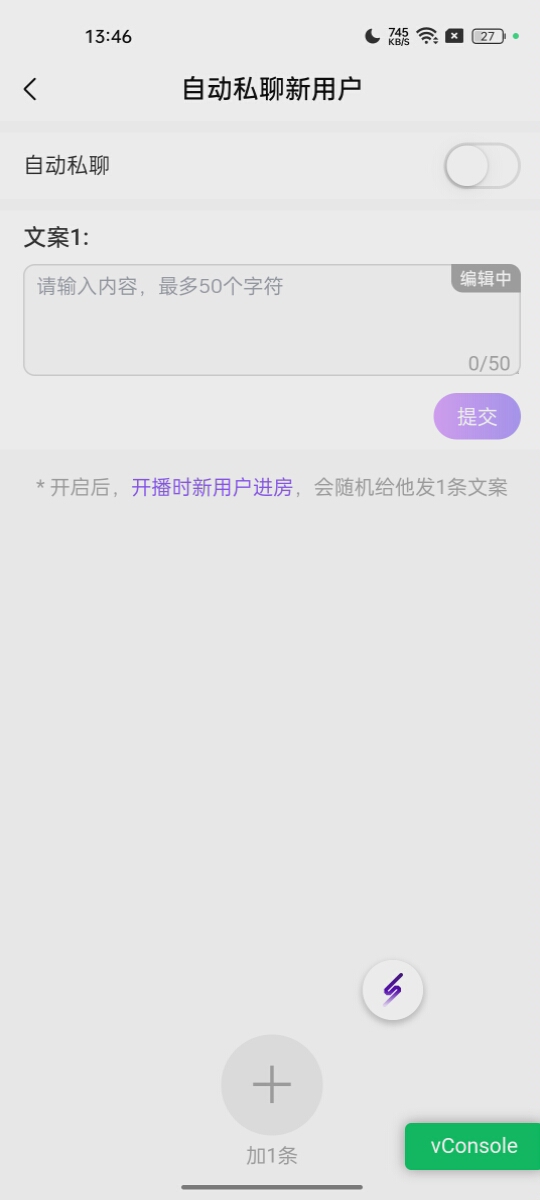 13:46
745
KB/S
27
自动私聊新用户
自动私聊
文案1:
编辑中
请输入内容，最多50个字符
0/50
提交
* 开启后，开播时新用户进房，会随机给他发1条文案
加1条
vConsole